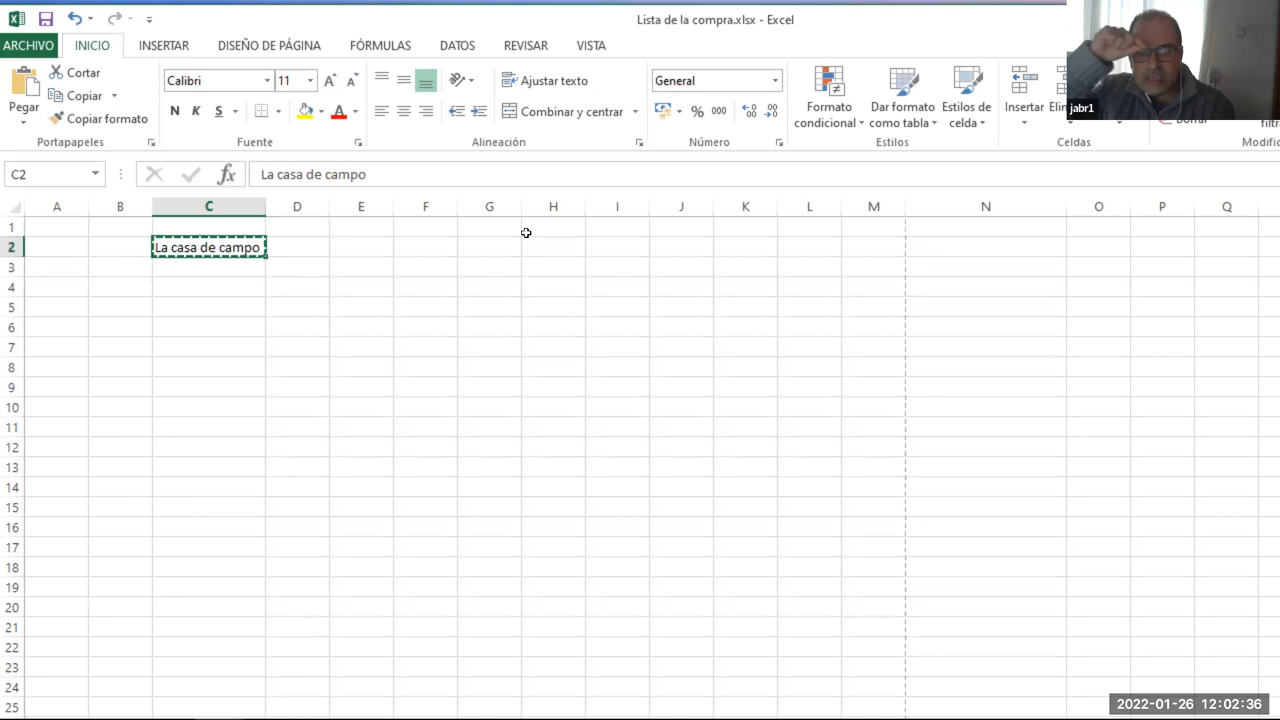 Lista de la compra.xlsx - Excel
ARCHIVO INICIO INSERTAR DISEÑO DE PÁGINA FÓRMULAS DATOS REVISAR VISTA
Pegar
Cortar
Copiar
Copiar formato
Portapapeles
Calibri 11
N K S A
Fuente
Ajustar texto
Combinar y centrar
Alineación
General
% 000
Número
Formato condicional
Dar formato como tabla
Estilos de celda
Estilos
Insertar
Celdas
jabr1
C2 fx La casa de campo
A B C D E F G H I J K L M N O P Q
1
2 La casa de campo
3
4
5
6
7
8
9
10
11
12
13
14
15
16
17
18
19
20
21
22
23
24
25
2022-01-26 12:02:36